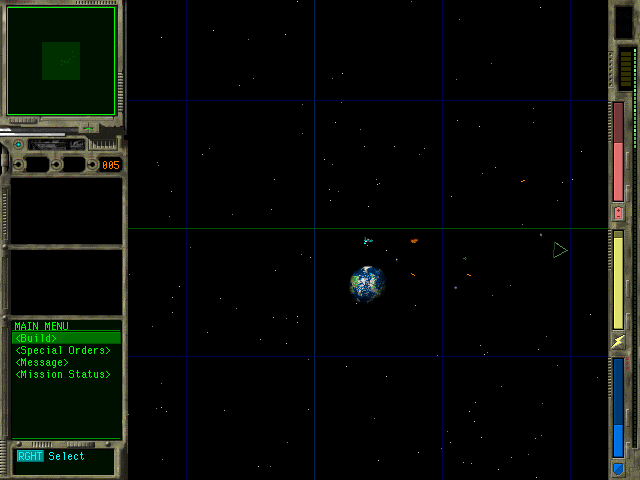 005
MAIN MENU
<Build>
<Special Orders>
<Message>
<Mission Status>
RGHT Select